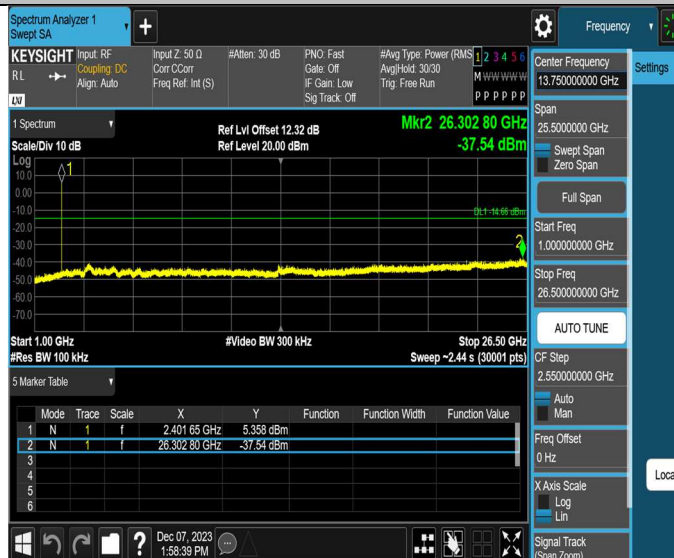 Spectrum Analyzer 1
Swept SA
Frequency
KEYSIGHT
RL
LXI
Input: RF
Coupling: DC
Align: Auto
Input Z: 50 Ω
Corr CCorr
Freq Ref: Int (S)
#Atten: 30 dB
PNO: Fast
Gate: Off
IF Gain: Low
Sig Track: Off
#Avg Type: Power (RMS
Avg|Hold: 30/30
Trig: Free Run
1 2 3 4 5 6
M W W W W W
P P P P P P
1 Spectrum
Scale/Div 10 dB
Ref Lvl Offset 12.32 dB
Ref Level 20.00 dBm
Mkr2 26.302 80 GHz
-37.54 dBm
Log
1
10.0
0.00
-10.0
DL1 -14.66 dBm
-20.0
-30.0
2
-40.0
-50.0
-60.0
-70.0
Start 1.00 GHz
#Video BW 300 kHz
Stop 26.50 GHz
#Res BW 100 kHz
Sweep ~2.44 s (30001 pts)
5 Marker Table
Mode Trace Scale X Y Function Function Width Function Value
1 N 1 f 2.401 65 GHz 5.358 dBm
2 N 1 f 26.302 80 GHz -37.54 dBm
3
4
5
6
Dec 07, 2023
1:58:39 PM
Center Frequency
13.750000000 GHz
Settings
Span
25.5000000 GHz
Swept Span
Zero Span
Full Span
Start Freq
1.000000000 GHz
Stop Freq
26.500000000 GHz
AUTO TUNE
CF Step
2.550000000 GHz
Auto
Man
Freq Offset
0 Hz
X Axis Scale
Log
Lin
Loca
Signal Track
(Span Zoom)